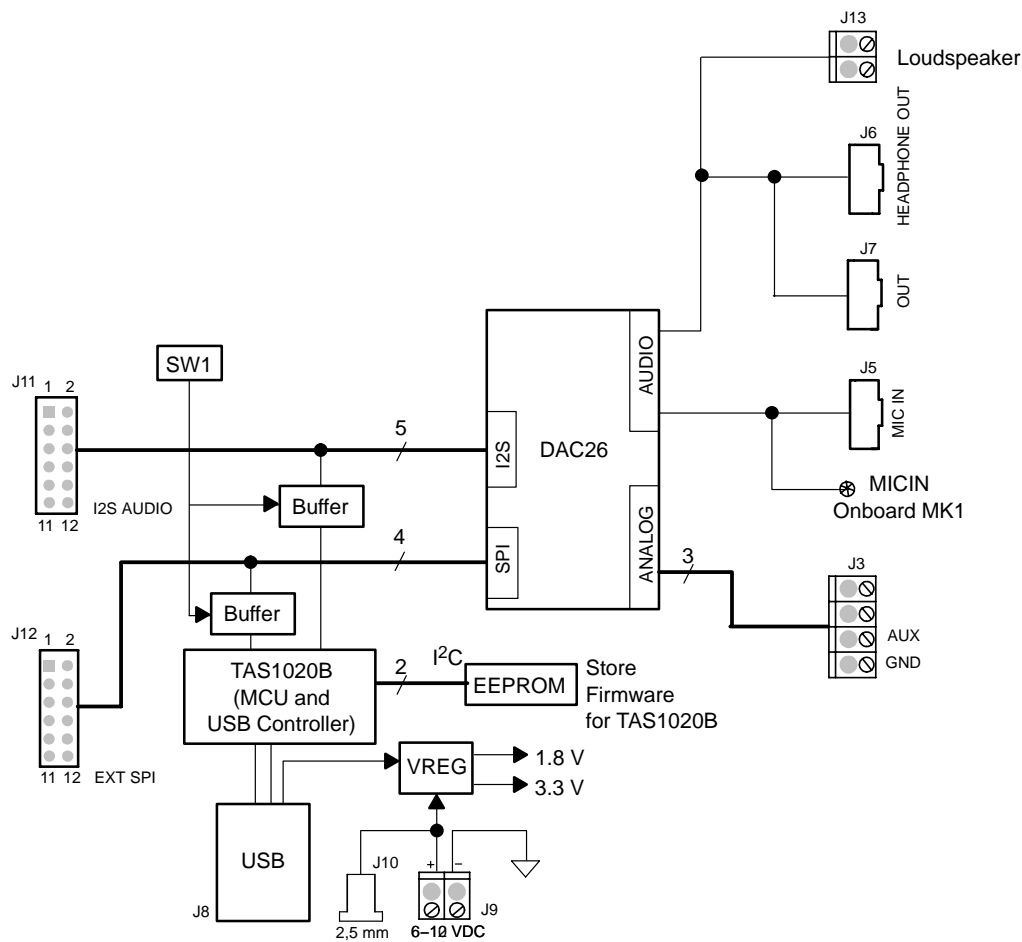 J13
Loudspeaker
J6
HEADPHONE OUT
J7
OUT
SW1
AUDIO
J5
MIC IN
J11
1 2
5
I2S
DAC26
I2S AUDIO
11 12
Buffer
MICIN
Onboard MK1
4
SPI
ANALOG
3
J3
AUX
GND
Buffer
J12
1 2
TAS1020B
(MCU and
USB Controller)
2
I²C
EEPROM
Store
Firmware
for TAS1020B
11 12
EXT SPI
VREG
1.8 V
3.3 V
USB
J8
J10
2,5 mm
+ −
J9
VDC